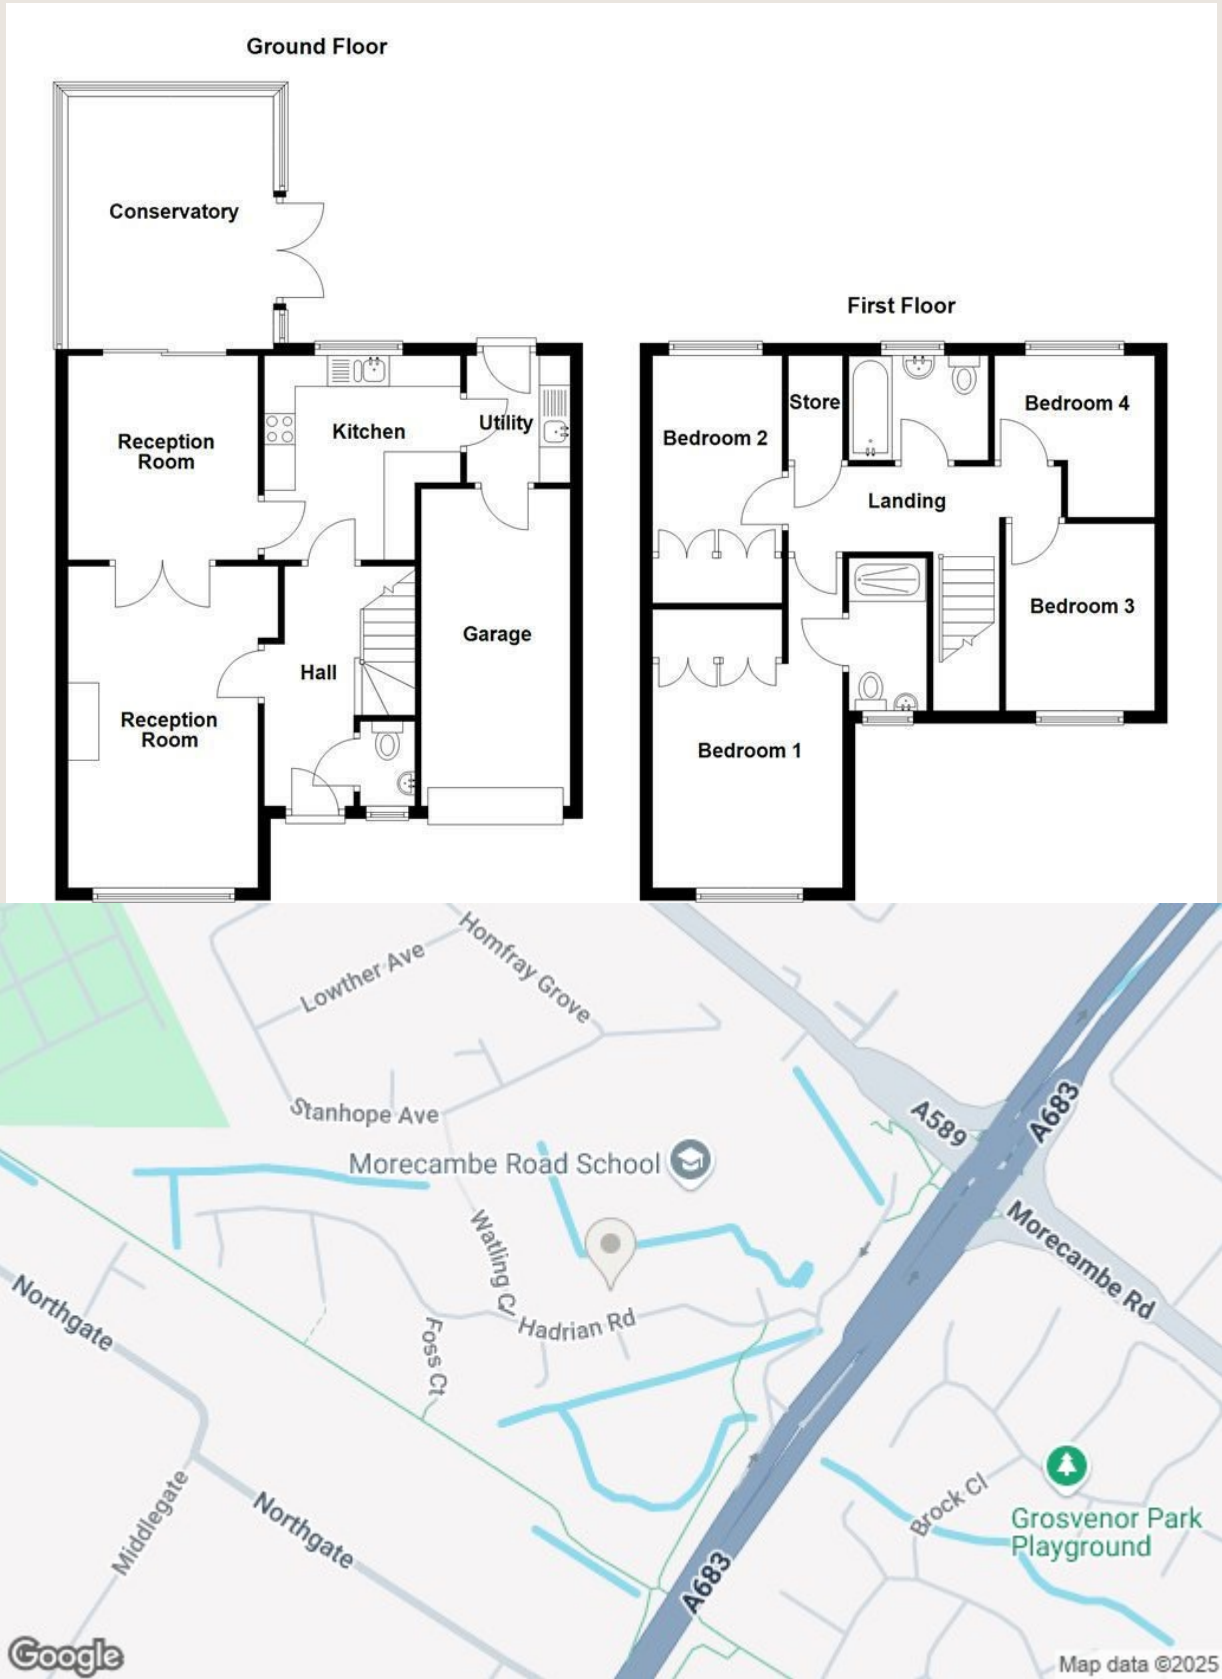 Ground Floor
Conservatory
Reception
Room
Kitchen
Utility
Garage
Hall
Reception
Room
First Floor
Bedroom 2
Store
Bedroom 4
Landing
Bedroom 3
Bedroom 1
Homfray Grove
Lowther Ave
Stanhope Ave
A589
A683
Morecambe Road School
Watling Cl
Morecambe Rd
Northgate
Hadrian Rd
Foss Ct
Middlegate
Northgate
Brock Cl
Grosvenor Park
Playground
A683
Google
Map data ©2025